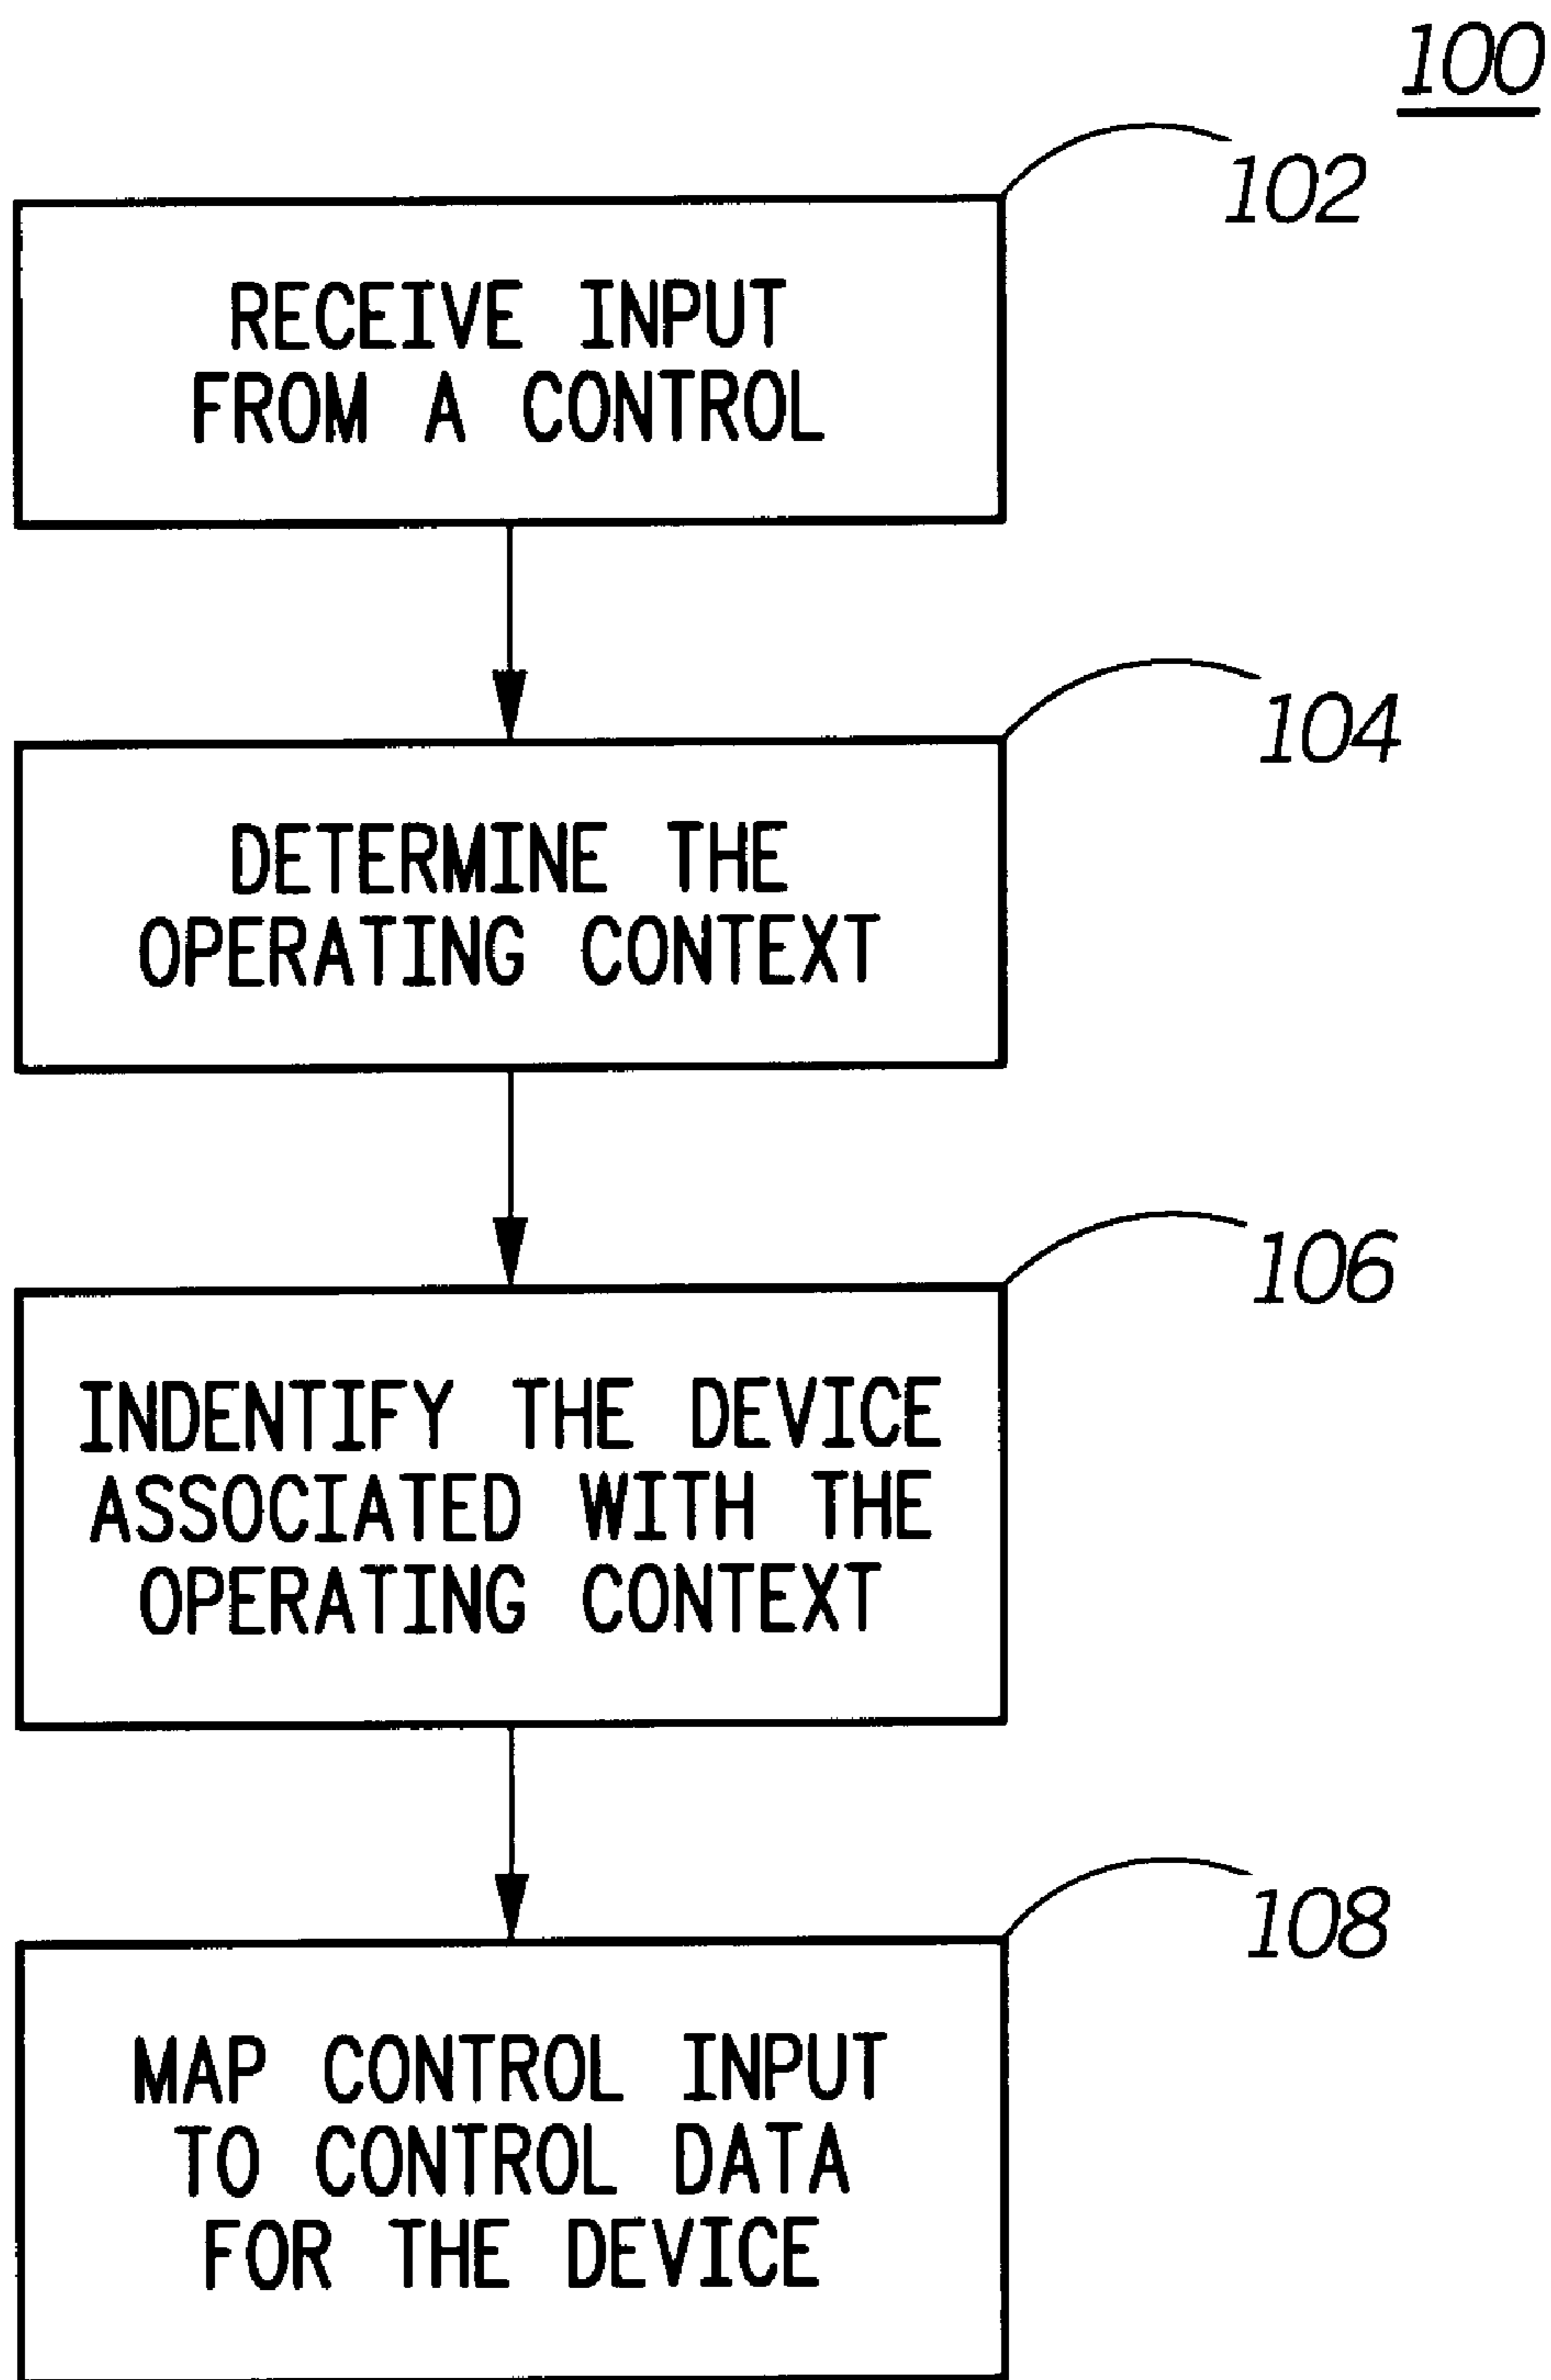 100
102
RECEIVE INPUT
FROM A CONTROL
104
DETERMINE THE
OPERATING CONTEXT
106
INDENTIFY THE DEVICE
ASSOCIATED WITH THE
OPERATING CONTEXT
108
MAP CONTROL INPUT
TO CONTROL DATA
FOR THE DEVICE